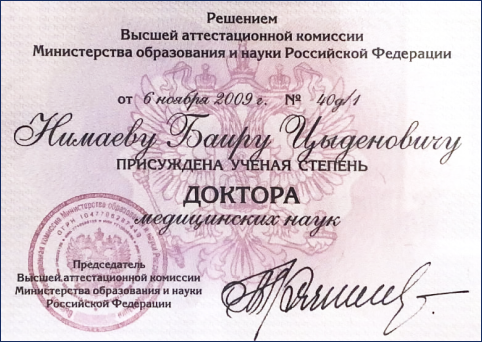 Решением
Высшей аттестационной комиссии
Министерства образования и науки Российской Федерации
от 6 ноября 2009 г. № 40д/1
Нимаеву Баиру Цыденовичу
ПРИСУЖДЕНА УЧЕНАЯ СТЕПЕНЬ
ДОКТОРА
медицинских наук
Председатель
Высшей аттестационной комиссии
Министерства образования и науки
Российской Федерации